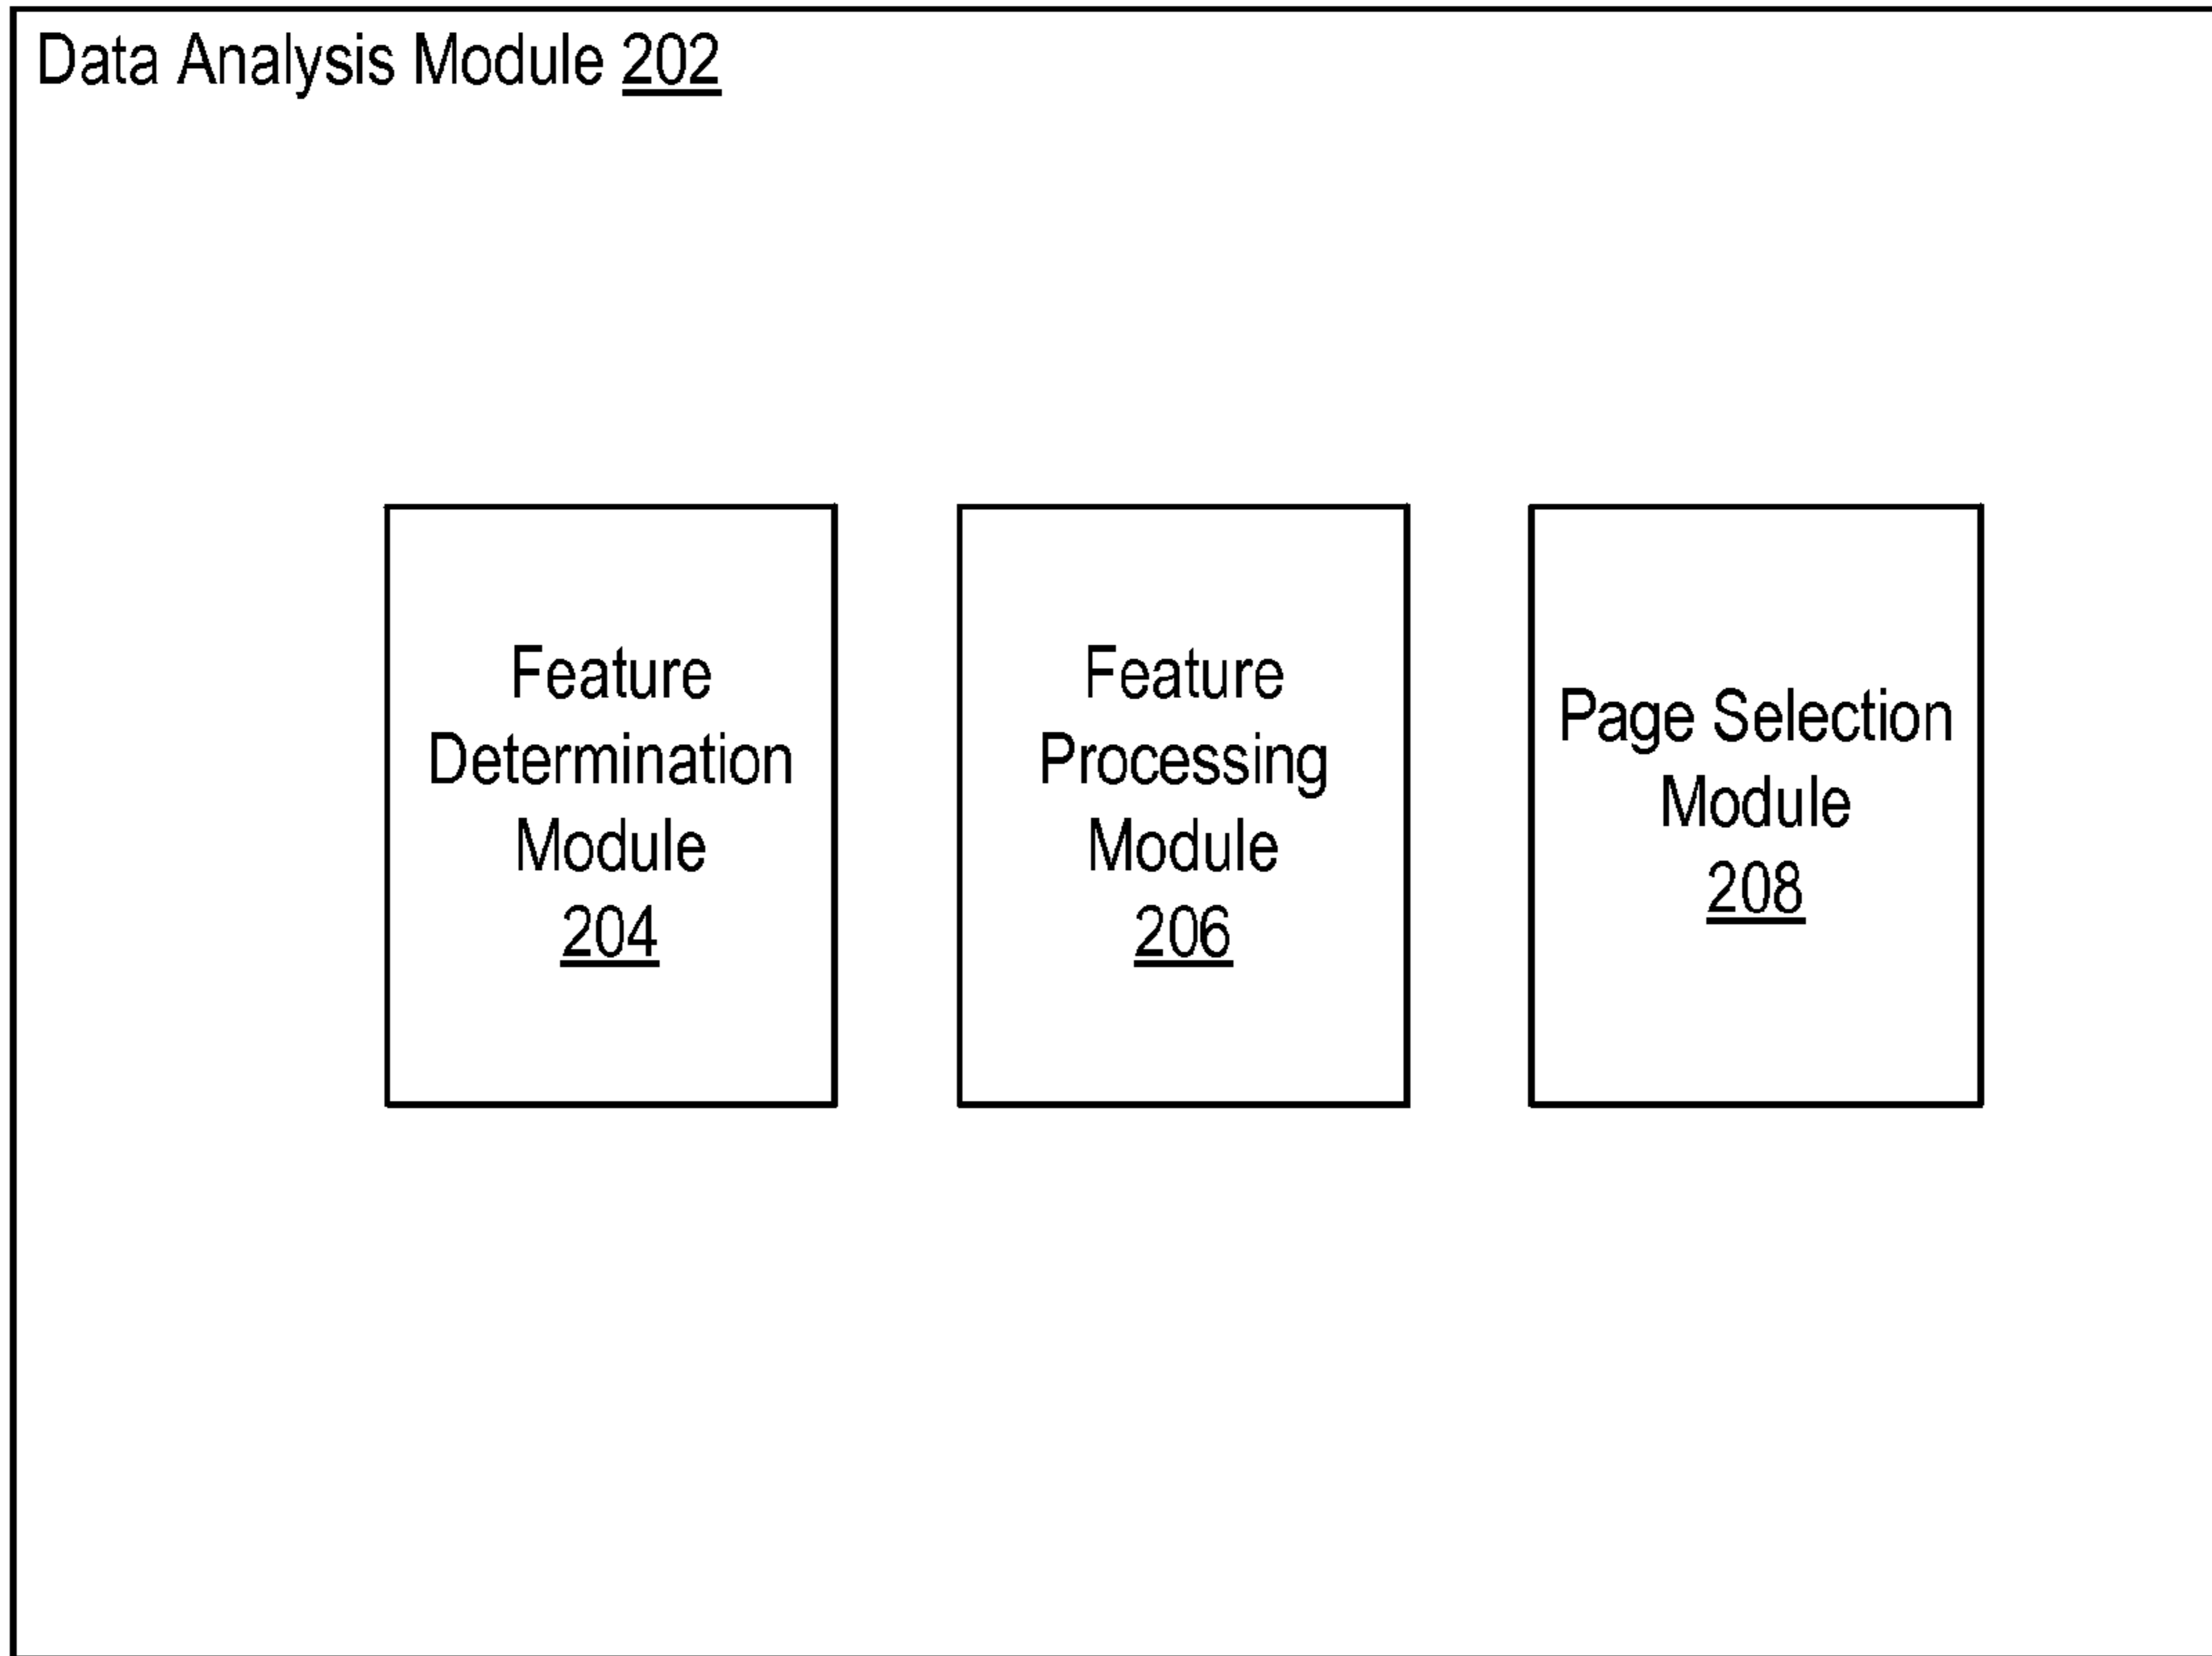 Data Analysis Module 202
Feature
Determination
Module
204
Feature
Processing
Module
206
Page Selection
Module
208